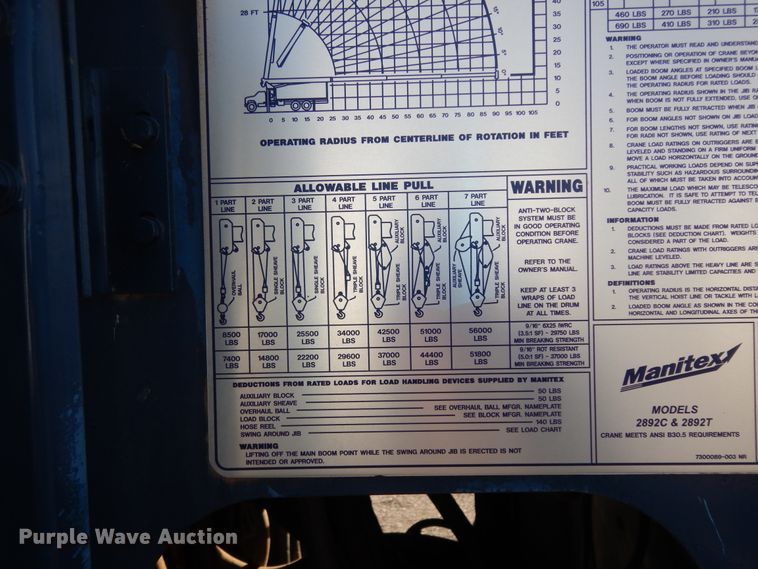 28 FT
40
35
30
25
20
15
10
5
0
0 5 10 15 20 25 30 35 40 45 50 55 60 65 70 75 80 85 90 95 100 105
OPERATING RADIUS FROM CENTERLINE OF ROTATION IN FEET
105
460 LBS 270 LBS 210 LBS
690 LBS 410 LBS 310 LBS
WARNING
1. THE OPERATOR MUST READ AND UNDERSTAND
2. POSITIONING OR OPERATION OF CRANE BEYON
EXCEPT WHERE SPECIFIED IN OWNER'S MANUA
3. LOADED BOOM ANGLES AT SPECIFIED BOOM L
THE BOOM ANGLE BEFORE LOADING SHOULD
THE OPERATING RADIUS FOR RATED LOADS.
4. THE OPERATING RADIUS SHOWN IN THE JIB RA
WHEN BOOM IS NOT FULLY EXTENDED, USE O
5. BOOM MUST BE FULLY RETRACTED WHEN JIB
6. FOR BOOM ANGLES NOT SHOWN ON JIB LOAD
7. FOR BOOM LENGTHS NOT SHOWN, USE RATING
FOR RADII NOT SHOWN, USE RATING OF NEXT
8. CRANE LOAD RATINGS ON OUTRIGGERS ARE B
LEVELED AND STANDING ON A FIRM UNIFORM
MOVE A LOAD HORIZONTALLY ON THE GROUND
9. PRACTICAL WORKING LOADS DEPEND ON SUP
STABILITY SUCH AS HAZARDOUS SURROUNDIN
ALL OF WHICH MUST BE TAKEN INTO ACCOUN
10. THE MAXIMUM LOAD WHICH MAY BE TELESCO
LUBRICATION. IT IS SAFE TO ATTEMPT TO TEL
BOOM MUST BE FULLY RETRACTED AGAINST B
CAPACITY LOADS.
INFORMATION
1. DEDUCTIONS MUST BE MADE FROM RATED LO
BLOCKS (SEE DEDUCTION CHART). WEIGHTS
CONSIDERED A PART OF THE LOAD.
2. CRANE LOAD RATINGS WITH OUTRIGGERS ARE
MACHINE LEVELED.
3. LOAD RATINGS ABOVE THE HEAVY LINE ARE S
LINE ARE STABILITY LIMITED CAPACITIES AND
DEFINITIONS
1. OPERATING RADIUS IS THE HORIZONTAL DISTA
THE VERTICAL HOIST LINE OR TACKLE WITH L
2. LOADED BOOM ANGLE AS SHOWN IN THE CO
HORIZONTAL AND LONGITUDINAL AXES OF TH
ALLOWABLE LINE PULL
1 PART LINE 2 PART LINE 3 PART LINE 4 PART LINE 5 PART LINE 6 PART LINE 7 PART LINE
OVERHAUL BALL
SINGLE SHEAVE BLOCK
SINGLE SHEAVE BLOCK
TRIPLE SHEAVE BLOCK
AUXILIARY BLOCK
TRIPLE SHEAVE BLOCK
AUXILIARY BLOCK
TRIPLE SHEAVE BLOCK
AUXILIARY SHEAVE
AUXILIARY BLOCK
TRIPLE SHEAVE BLOCK
8500 LBS 17000 LBS 25500 LBS 34000 LBS 42500 LBS 51000 LBS 56000 LBS
7400 LBS 14800 LBS 22200 LBS 29600 LBS 37000 LBS 44400 LBS 51800 LBS
WARNING
ANTI-TWO-BLOCK
SYSTEM MUST BE
IN GOOD OPERATING
CONDITION BEFORE
OPERATING CRANE.
REFER TO THE
OWNER'S MANUAL.
KEEP AT LEAST 3
WRAPS OF LOAD
LINE ON THE DRUM
AT ALL TIMES.
9/16" 6X25 IWRC
(3.5:1 SF) - 29750 LBS
MIN BREAKING STRENGTH
9/16" ROT RESISTANT
(5.0:1 SF) - 37000 LBS
MIN BREAKING STRENGTH
DEDUCTIONS FROM RATED LOADS FOR LOAD HANDLING DEVICES SUPPLIED BY MANITEX
AUXILIARY BLOCK 50 LBS
AUXILIARY SHEAVE 50 LBS
OVERHAUL BALL SEE OVERHAUL BALL MFGR. NAMEPLATE
LOAD BLOCK SEE BLOCK MFGR. NAMEPLATE
HOSE REEL 140 LBS
SWING AROUND JIB SEE LOAD CHART
WARNING
LIFTING OFF THE MAIN BOOM POINT WHILE THE SWING AROUND JIB IS ERECTED IS NOT
INTENDED OR APPROVED.
Manitex
MODELS
2892C & 2892T
CRANE MEETS ANSI B30.5 REQUIREMENTS
7300089-003 NR
Purple Wave Auction